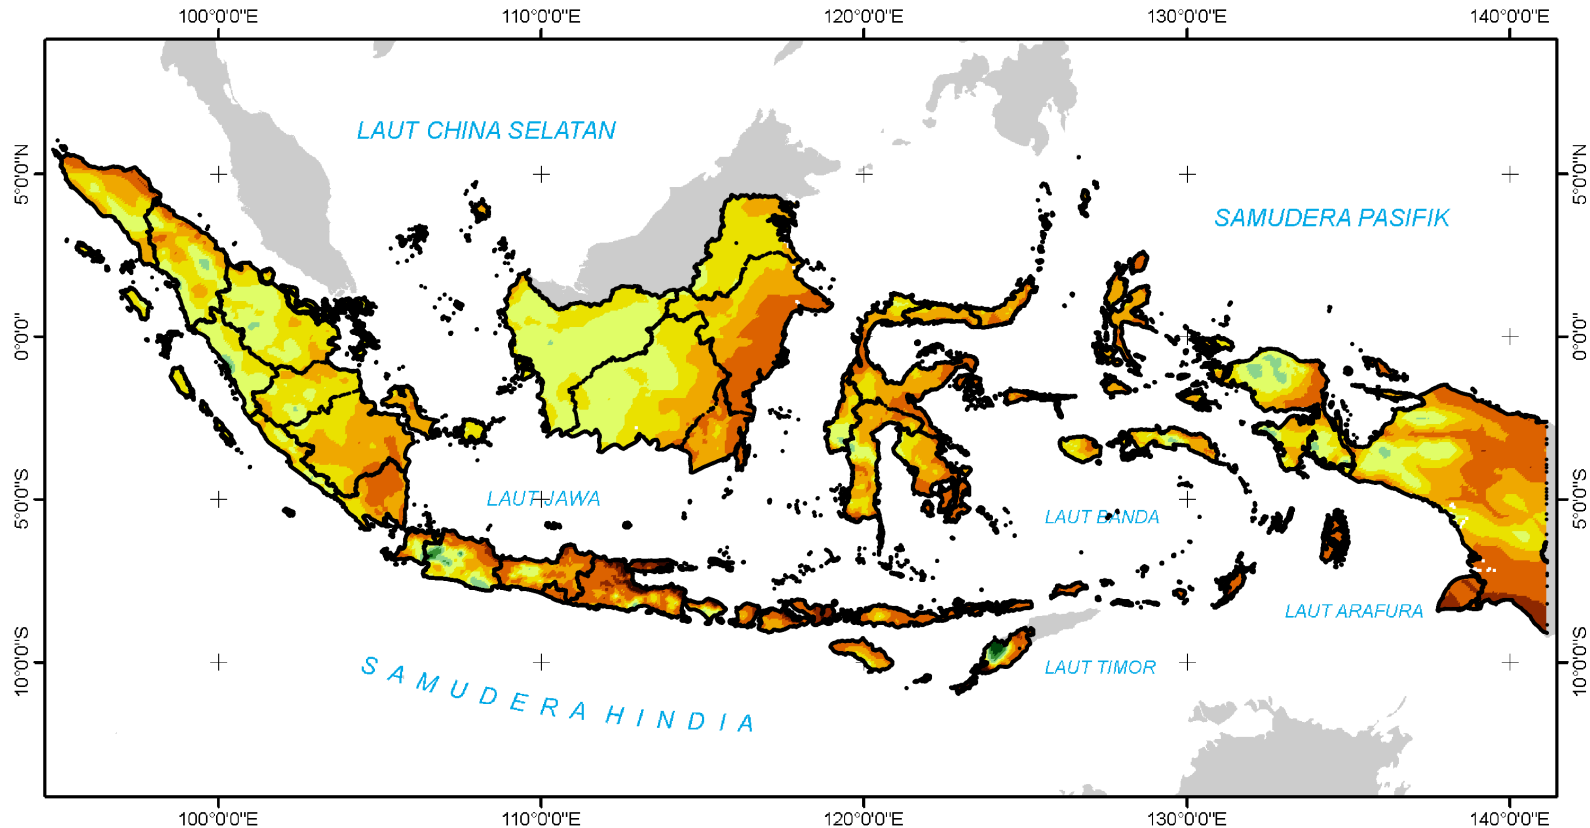 100°0'0"E 110°0'0"E 120°0'0"E 130°0'0"E 140°0'0"E
LAUT CHINA SELATAN
5°0'0"N 5°0'0"N
SAMUDERA PASIFIK
0°0'0" 0°0'0"
5°0'0"S 5°0'0"S
LAUT JAWA
LAUT BANDA
LAUT ARAFURA
10°0'0"S 10°0'0"S
LAUT TIMOR
SAMUDERA HINDIA
100°0'0"E 110°0'0"E 120°0'0"E 130°0'0"E 140°0'0"E